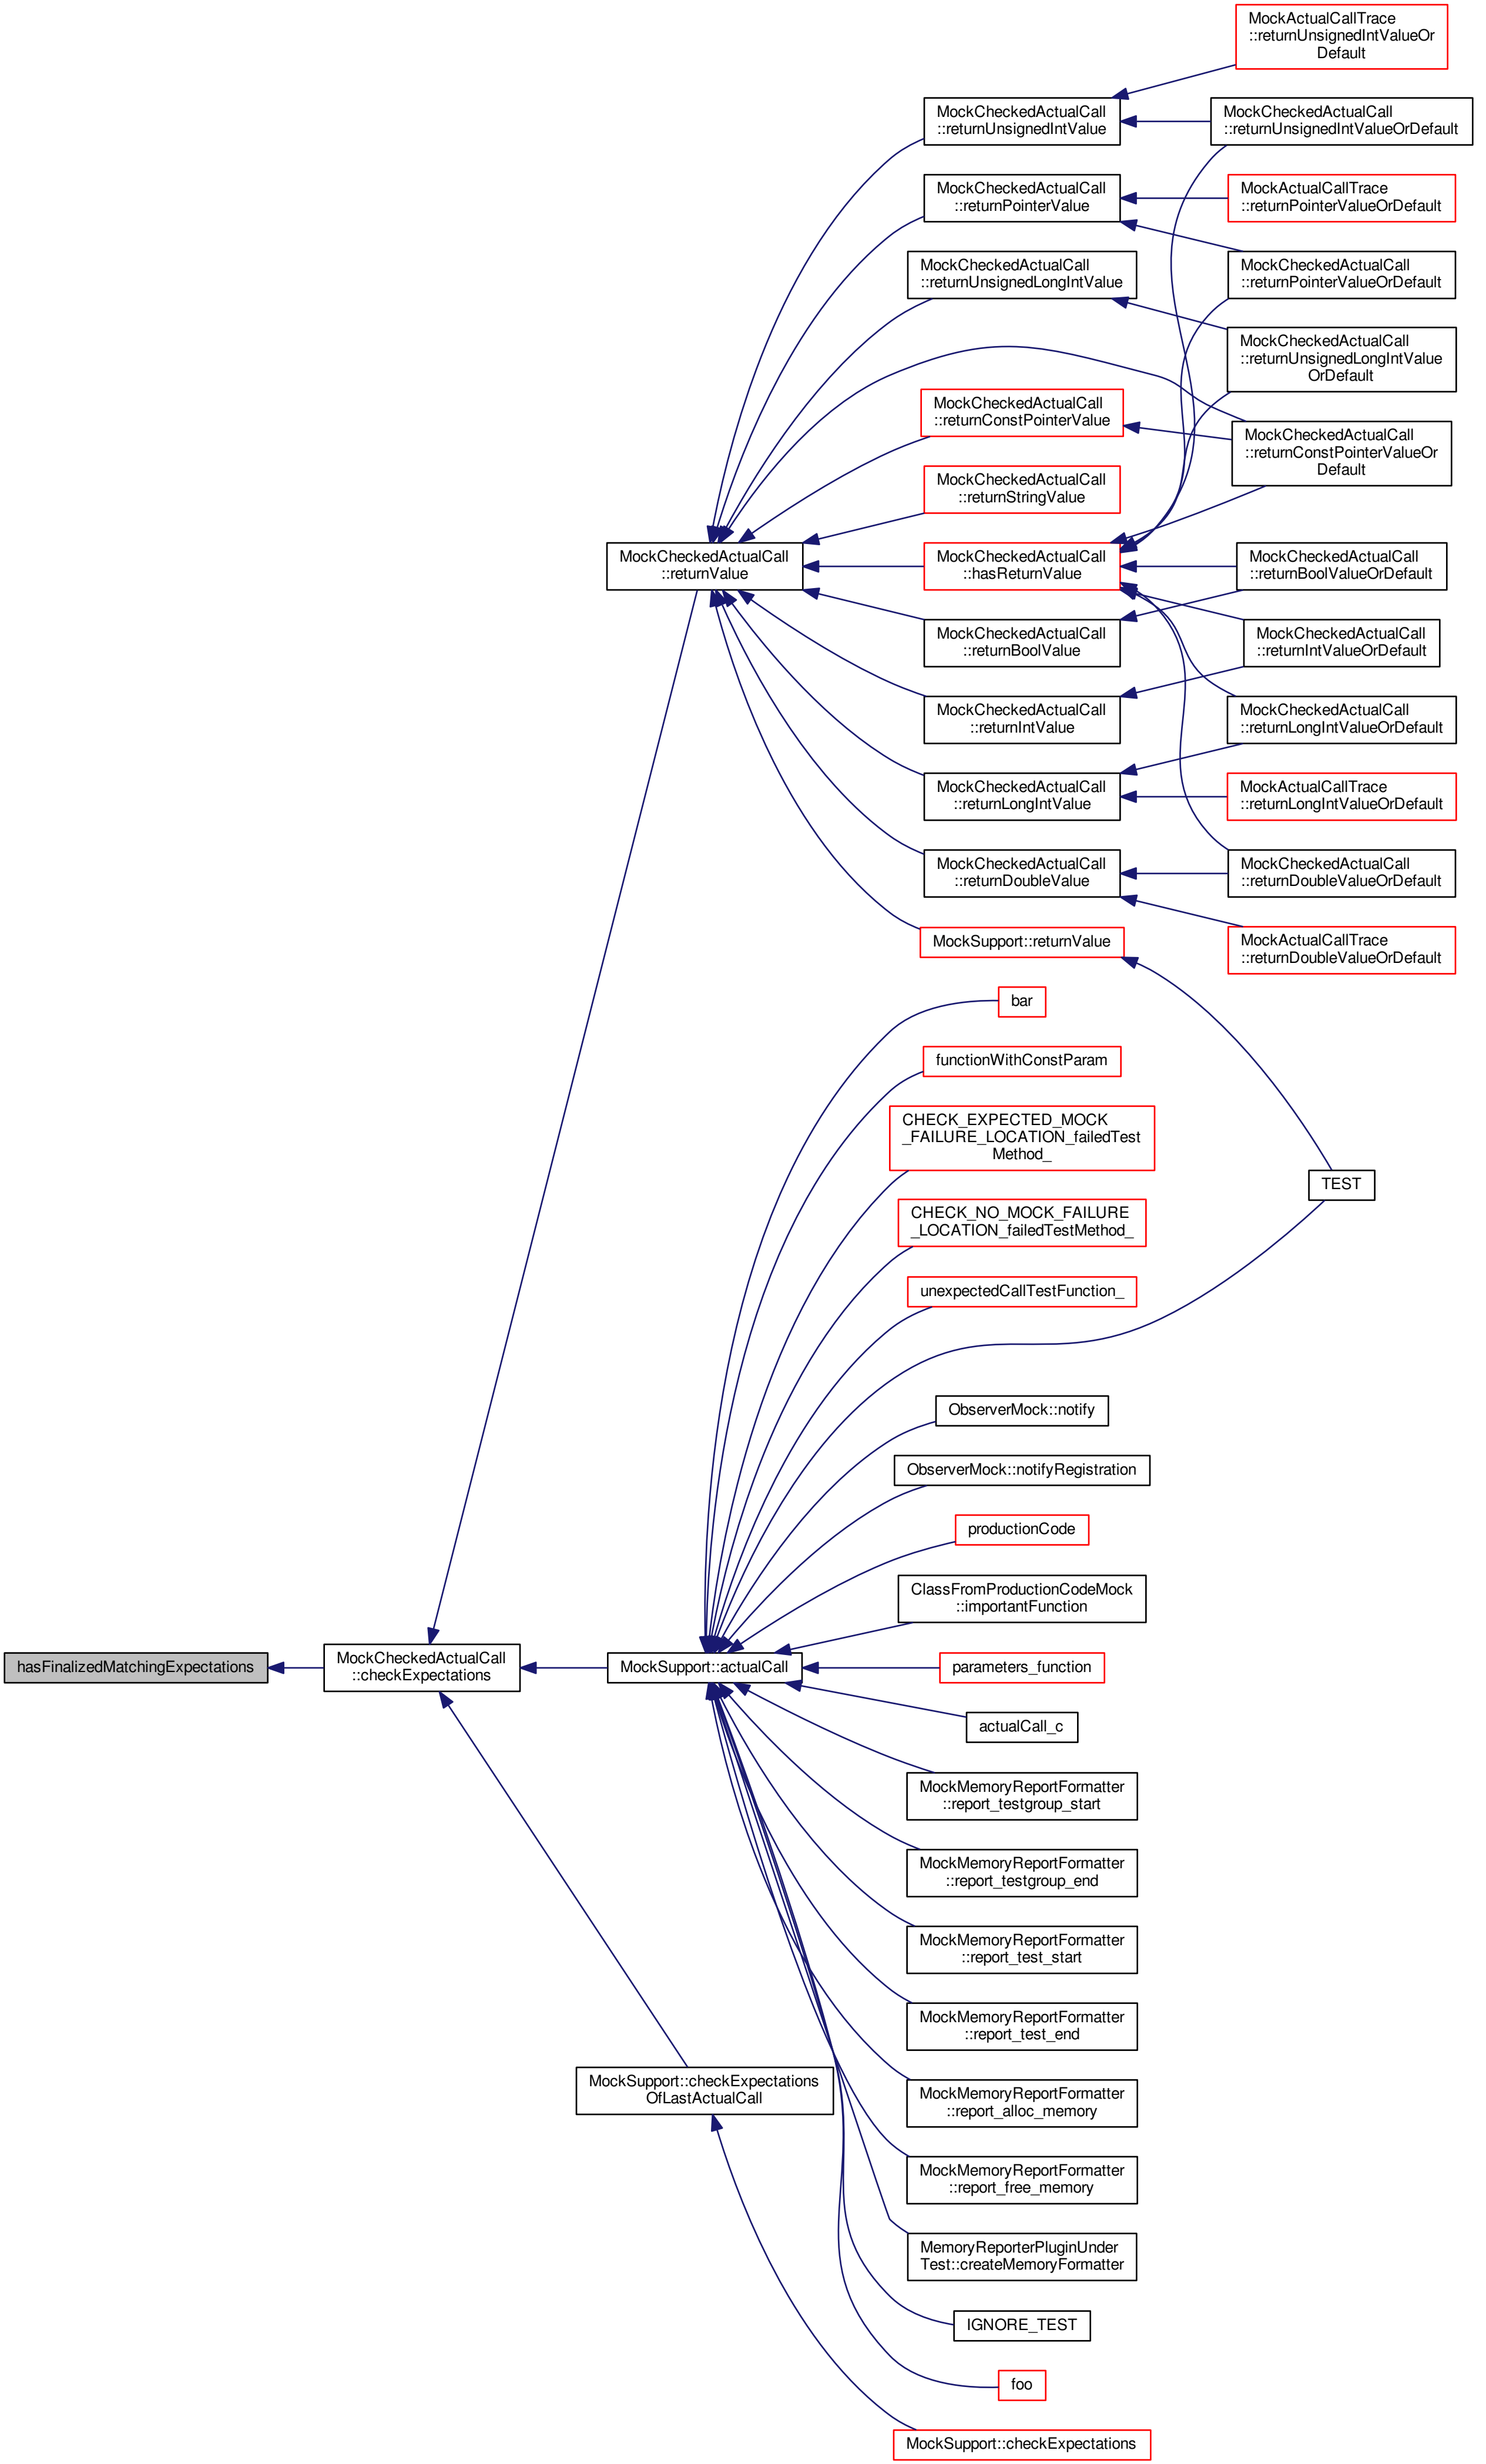 MockActualCallTrace
::returnUnsignedIntValueOr
Default
MockCheckedActualCall
::returnUnsignedIntValue
MockCheckedActualCall
::returnUnsignedIntValueOrDefault
MockCheckedActualCall
::returnPointerValue
MockActualCallTrace
::returnPointerValueOrDefault
MockCheckedActualCall
::returnUnsignedLongIntValue
MockCheckedActualCall
::returnPointerValueOrDefault
MockCheckedActualCall
::returnUnsignedLongIntValue
OrDefault
MockCheckedActualCall
::returnConstPointerValue
MockCheckedActualCall
::returnConstPointerValueOr
Default
MockCheckedActualCall
::returnStringValue
MockCheckedActualCall
::returnValue
MockCheckedActualCall
::hasReturnValue
MockCheckedActualCall
::returnBoolValueOrDefault
MockCheckedActualCall
::returnBoolValue
MockCheckedActualCall
::returnIntValueOrDefault
MockCheckedActualCall
::returnIntValue
MockCheckedActualCall
::returnLongIntValueOrDefault
MockCheckedActualCall
::returnLongIntValue
MockActualCallTrace
::returnLongIntValueOrDefault
MockCheckedActualCall
::returnDoubleValue
MockCheckedActualCall
::returnDoubleValueOrDefault
MockSupport::returnValue
MockActualCallTrace
::returnDoubleValueOrDefault
bar
functionWithConstParam
CHECK_EXPECTED_MOCK
_FAILURE_LOCATION_failedTest
Method_
TEST
CHECK_NO_MOCK_FAILURE
_LOCATION_failedTestMethod_
unexpectedCallTestFunction_
ObserverMock::notify
ObserverMock::notifyRegistration
productionCode
ClassFromProductionCodeMock
::importantFunction
hasFinalizedMatchingExpectations
MockCheckedActualCall
::checkExpectations
MockSupport::actualCall
parameters_function
actualCall_c
MockMemoryReportFormatter
::report_testgroup_start
MockMemoryReportFormatter
::report_testgroup_end
MockMemoryReportFormatter
::report_test_start
MockMemoryReportFormatter
::report_test_end
MockSupport::checkExpectations
OfLastActualCall
MockMemoryReportFormatter
::report_alloc_memory
MockMemoryReportFormatter
::report_free_memory
MemoryReporterPluginUnder
Test::createMemoryFormatter
IGNORE_TEST
foo
MockSupport::checkExpectations